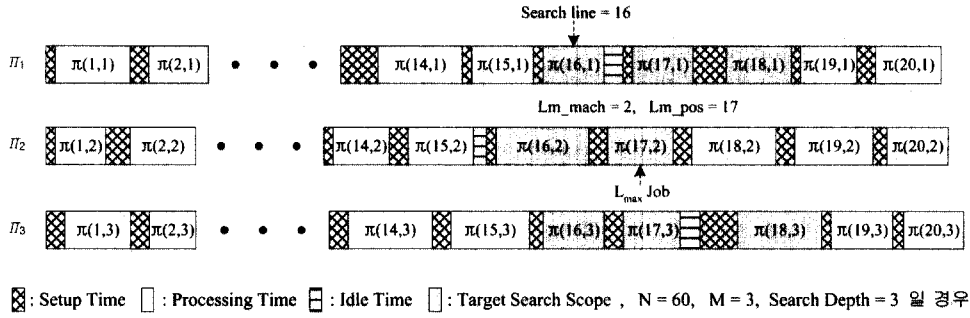 Search line = 16
Π1 π(1,1) π(2,1) • • • π(14,1) π(15,1) π(16,1) π(17,1) π(18,1) π(19,1) π(20,1)
Lm_mach = 2, Lm_pos = 17
Π2 π(1,2) π(2,2) • • • π(14,2) π(15,2) π(16,2) π(17,2) π(18,2) π(19,2) π(20,2)
Lmax Job
Π3 π(1,3) π(2,3) • • • π(14,3) π(15,3) π(16,3) π(17,3) π(18,3) π(19,3) π(20,3)
: Setup Time : Processing Time : Idle Time : Target Search Scope , N = 60, M = 3, Search Depth = 3 일 경우